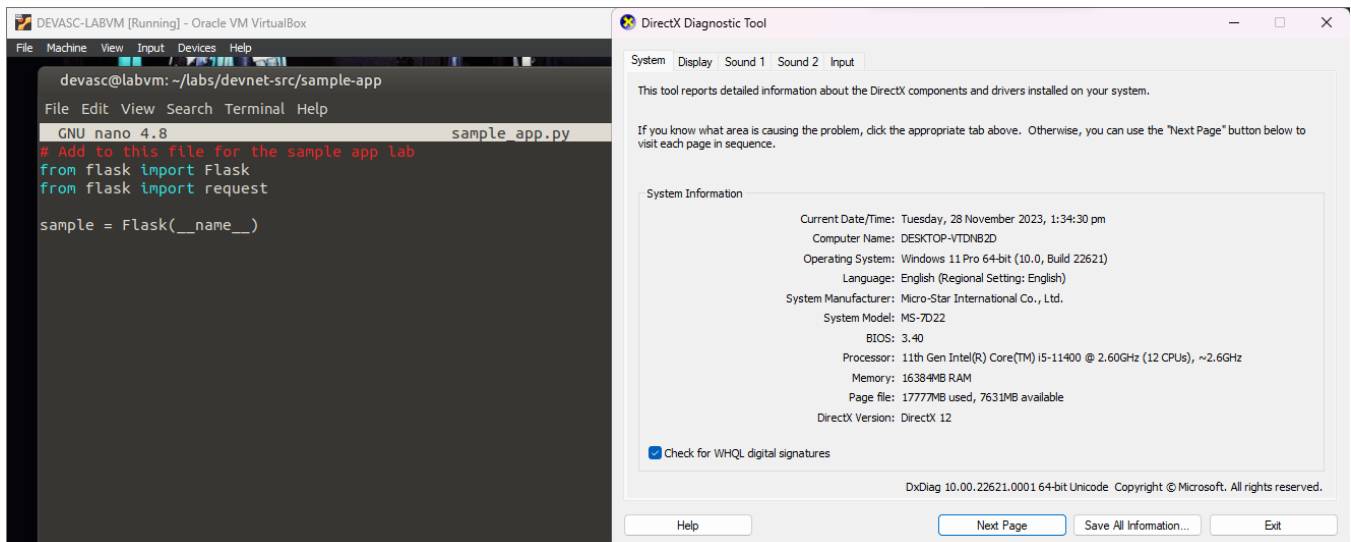 DEVASC-LABVM [Running] - Oracle VM VirtualBox
File Machine View Input Devices Help
devasc@labvm: ~/labs/devnet-src/sample-app
File Edit View Search Terminal Help
GNU nano 4.8 sample_app.py
# Add to this file for the sample app lab
from flask import Flask
from flask import request
sample = Flask(__name__)
DirectX Diagnostic Tool
System Display Sound 1 Sound 2 Input
This tool reports detailed information about the DirectX components and drivers installed on your system.
If you know what area is causing the problem, click the appropriate tab above. Otherwise, you can use the "Next Page" button below to
visit each page in sequence.
System Information
Current Date/Time: Tuesday, 28 November 2023, 1:34:30 pm
Computer Name: DESKTOP-VTDNB2D
Operating System: Windows 11 Pro 64-bit (10.0, Build 22621)
Language: English (Regional Setting: English)
System Manufacturer: Micro-Star International Co., Ltd.
System Model: MS-7D22
BIOS: 3.40
Processor: 11th Gen Intel(R) Core(TM) i5-11400 @ 2.60GHz (12 CPUs), ~2.6GHz
Memory: 16384MB RAM
Page file: 17777MB used, 7631MB available
DirectX Version: DirectX 12
Check for WHQL digital signatures
DxDiag 10.00.22621.0001 64-bit Unicode Copyright © Microsoft. All rights reserved.
Help Next Page Save All Information... Exit